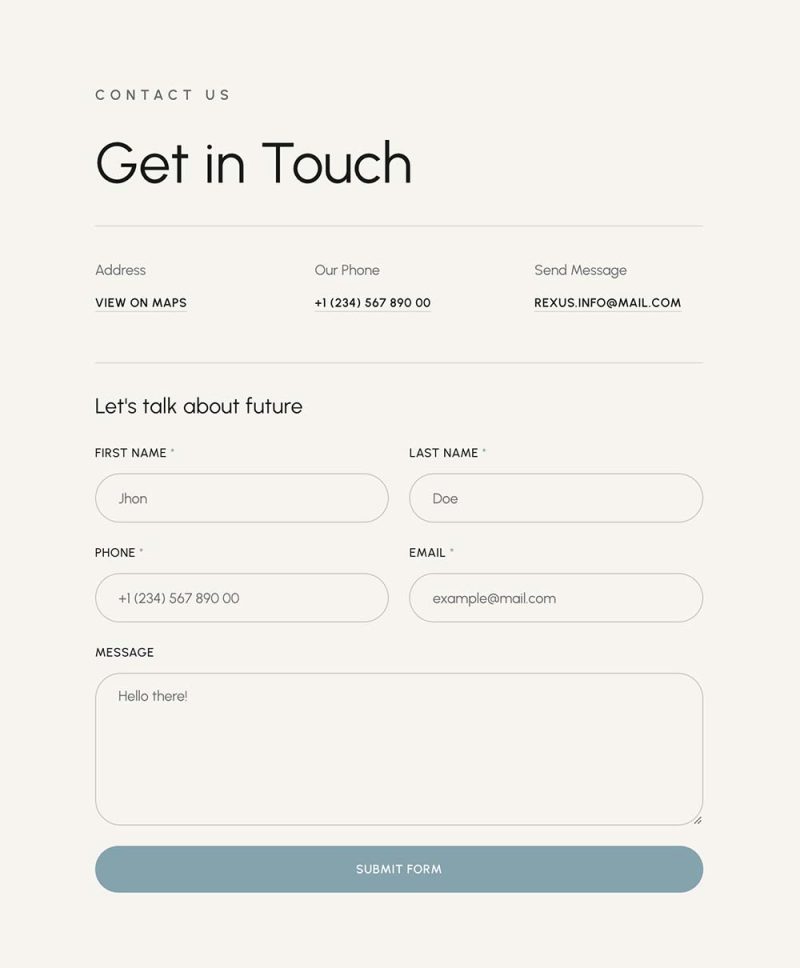 CONTACT US
Get in Touch
Address
VIEW ON MAPS
Our Phone
+1 (234) 567 890 00
Send Message
REXUS.INFO@MAIL.COM
Let's talk about future
FIRST NAME *
Jhon
LAST NAME *
Doe
PHONE *
+1 (234) 567 890 00
EMAIL *
example@mail.com
MESSAGE
Hello there!
SUBMIT FORM